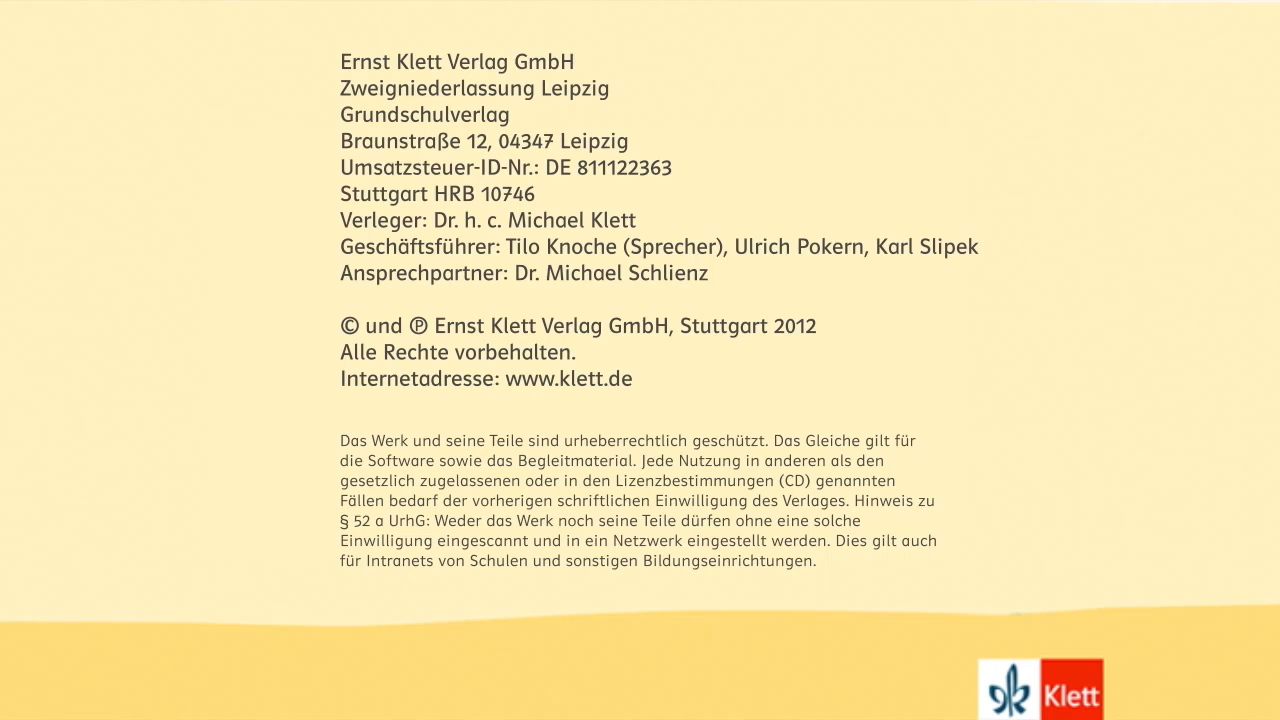 Ernst Klett Verlag GmbH
Zweigniederlassung Leipzig
Grundschulverlag
Braunstraße 12, 04347 Leipzig
Umsatzsteuer-ID-Nr.: DE 811122363
Stuttgart HRB 10746
Verleger: Dr. h. c. Michael Klett
Geschäftsführer: Tilo Knoche (Sprecher), Ulrich Pokern, Karl Slipek
Ansprechpartner: Dr. Michael Schlienz
© und ℗ Ernst Klett Verlag GmbH, Stuttgart 2012
Alle Rechte vorbehalten.
Internetadresse: www.klett.de
Das Werk und seine Teile sind urheberrechtlich geschützt. Das Gleiche gilt für
die Software sowie das Begleitmaterial. Jede Nutzung in anderen als den
gesetzlich zugelassenen oder in den Lizenzbestimmungen (CD) genannten
Fällen bedarf der vorherigen schriftlichen Einwilligung des Verlages. Hinweis zu
§ 52 a UrhG: Weder das Werk noch seine Teile dürfen ohne eine solche
Einwilligung eingescannt und in ein Netzwerk eingestellt werden. Dies gilt auch
für Intranets von Schulen und sonstigen Bildungseinrichtungen.
Klett